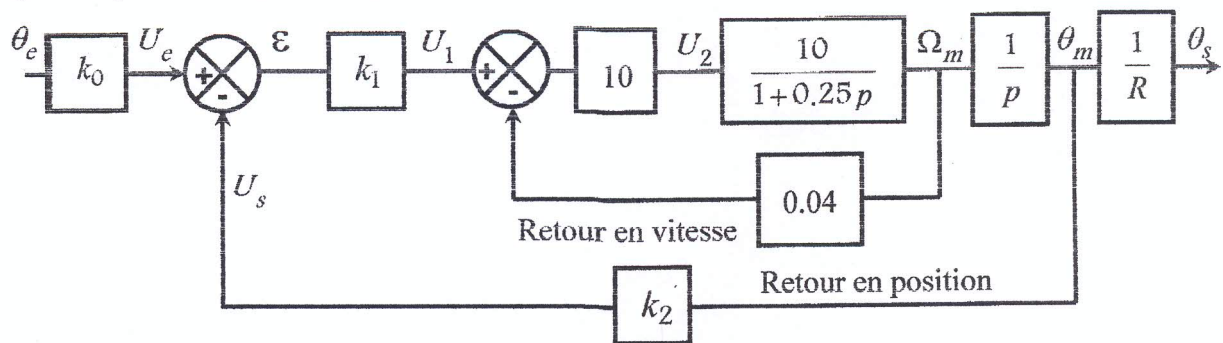 θe k0 Ue + - ε k1 U1 + - 10 U2 10 / 1+0.25p Ωm 1 / p θm 1 / R θs
Us
0.04
Retour en vitesse
Retour en position
k2